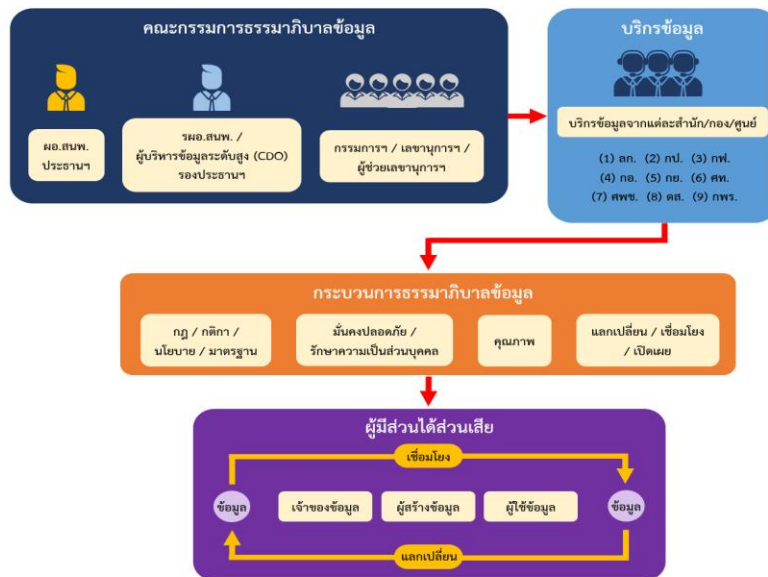 คณะกรรมการธรรมาภิบาลข้อมูล
ผอ.สนพ.
ประธานฯ
รผอ.สนพ. /
ผู้บริหารข้อมูลระดับสูง (CDO)
รองประธานฯ
กรรมการฯ / เลขานุการฯ /
ผู้ช่วยเลขานุการฯ
บริกรข้อมูล
บริกรข้อมูลจากแต่ละสำนัก/กอง/ศูนย์
(1) ลก. (2) กป. (3) กฟ.
(4) กอ. (5) กย. (6) ศท.
(7) ศพช. (8) ตส. (9) กพร.
กระบวนการธรรมาภิบาลข้อมูล
กฎ / กติกา /
นโยบาย / มาตรฐาน
มั่นคงปลอดภัย /
รักษาความเป็นส่วนบุคคล
คุณภาพ
แลกเปลี่ยน / เชื่อมโยง
/ เปิดเผย
ผู้มีส่วนได้ส่วนเสีย
เชื่อมโยง
ข้อมูล
เจ้าของข้อมูล
ผู้สร้างข้อมูล
ผู้ใช้ข้อมูล
ข้อมูล
แลกเปลี่ยน